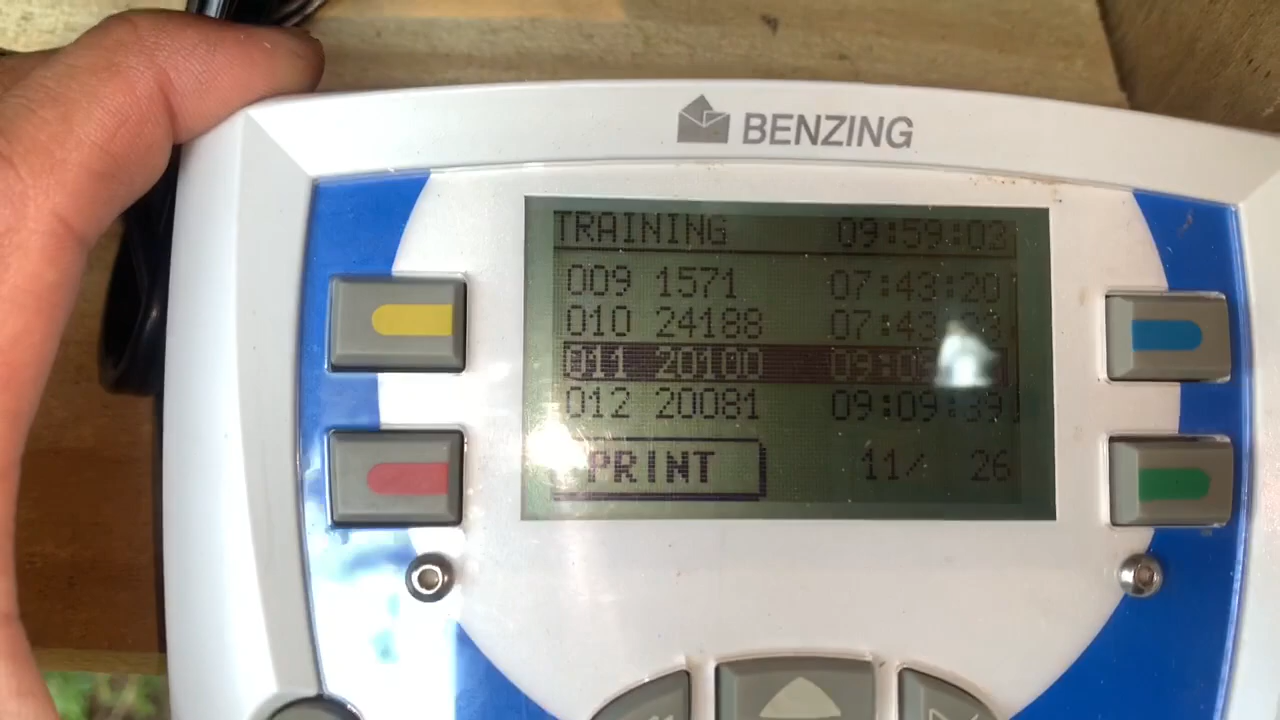 BENZING
TRAINING 09:59:02
009 1571 07:43:20
010 24188
011 20100
012 20081 09:09:39
PRINT 11/ 26